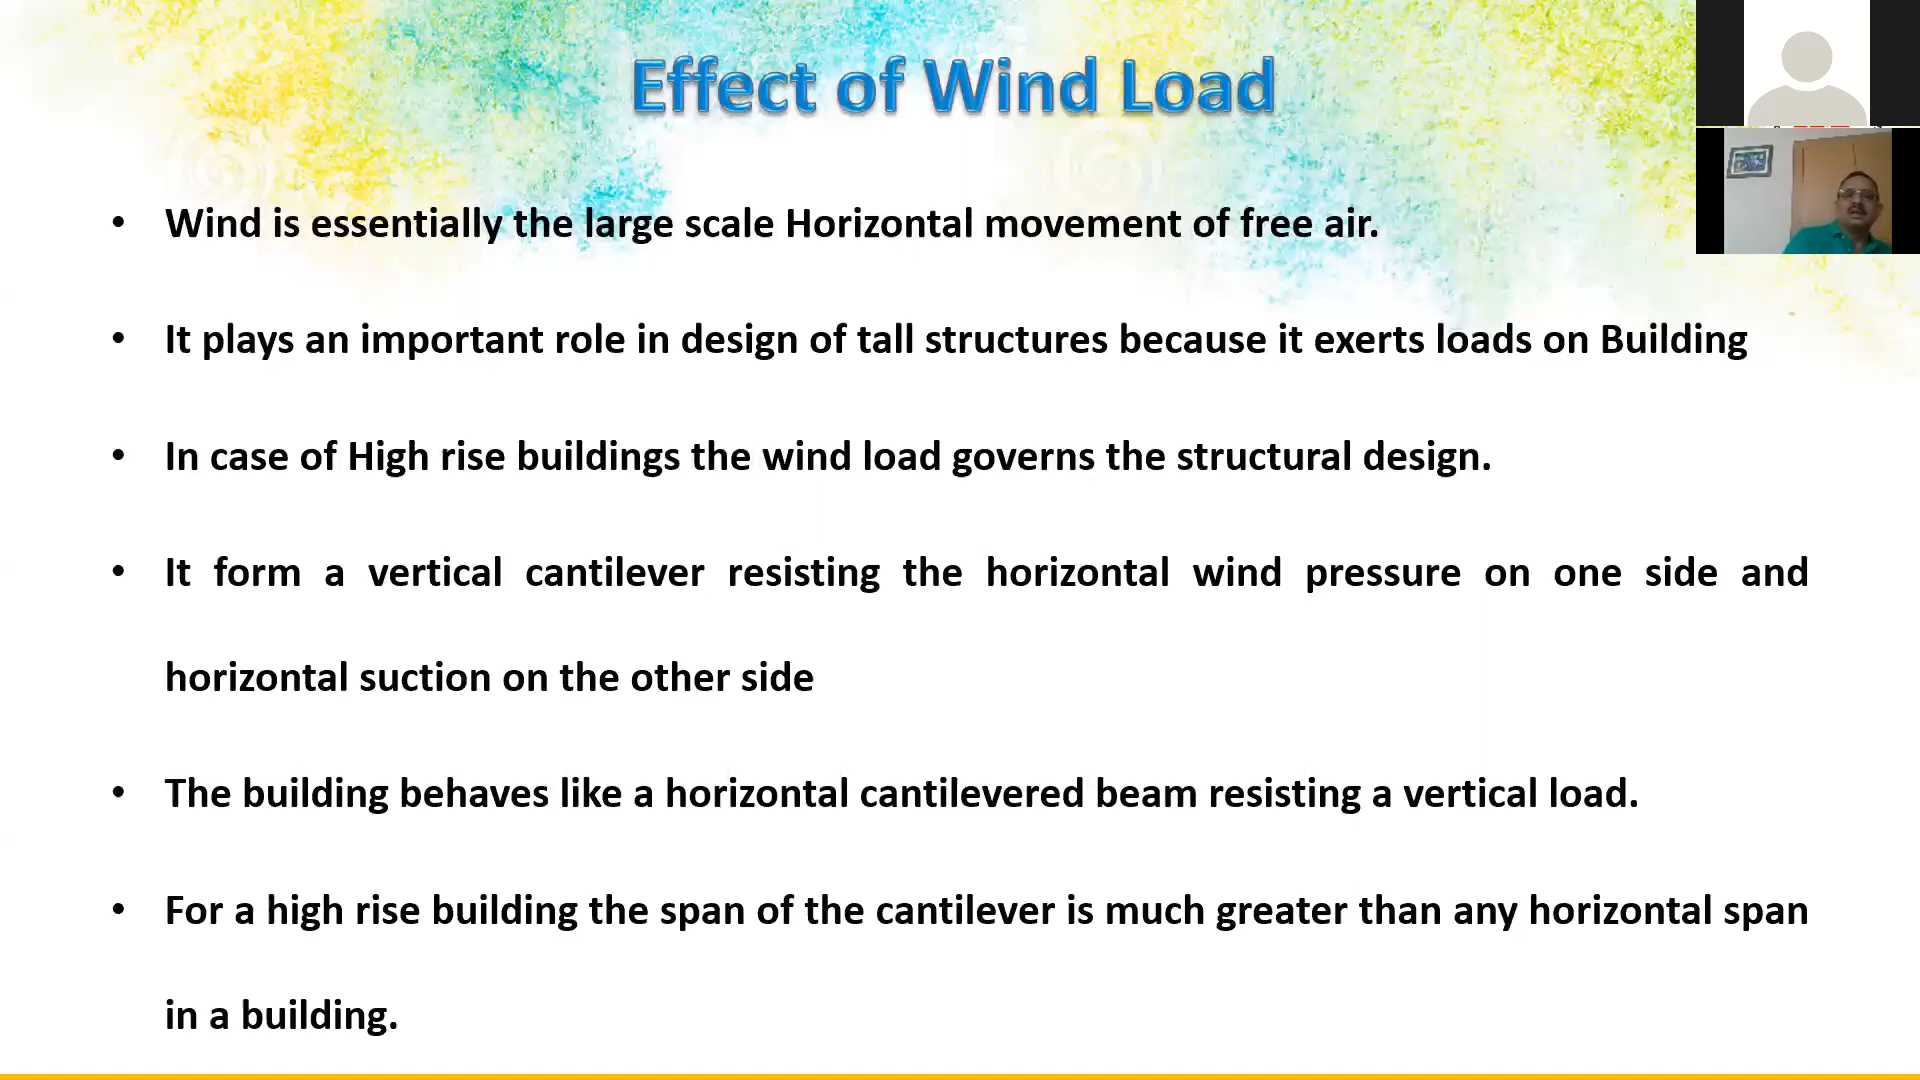 Effect of Wind Load
• Wind is essentially the large scale Horizontal movement of free air.
• It plays an important role in design of tall structures because it exerts loads on Building
• In case of High rise buildings the wind load governs the structural design.
• It form a vertical cantilever resisting the horizontal wind pressure on one side and
horizontal suction on the other side
• The building behaves like a horizontal cantilevered beam resisting a vertical load.
• For a high rise building the span of the cantilever is much greater than any horizontal span
in a building.